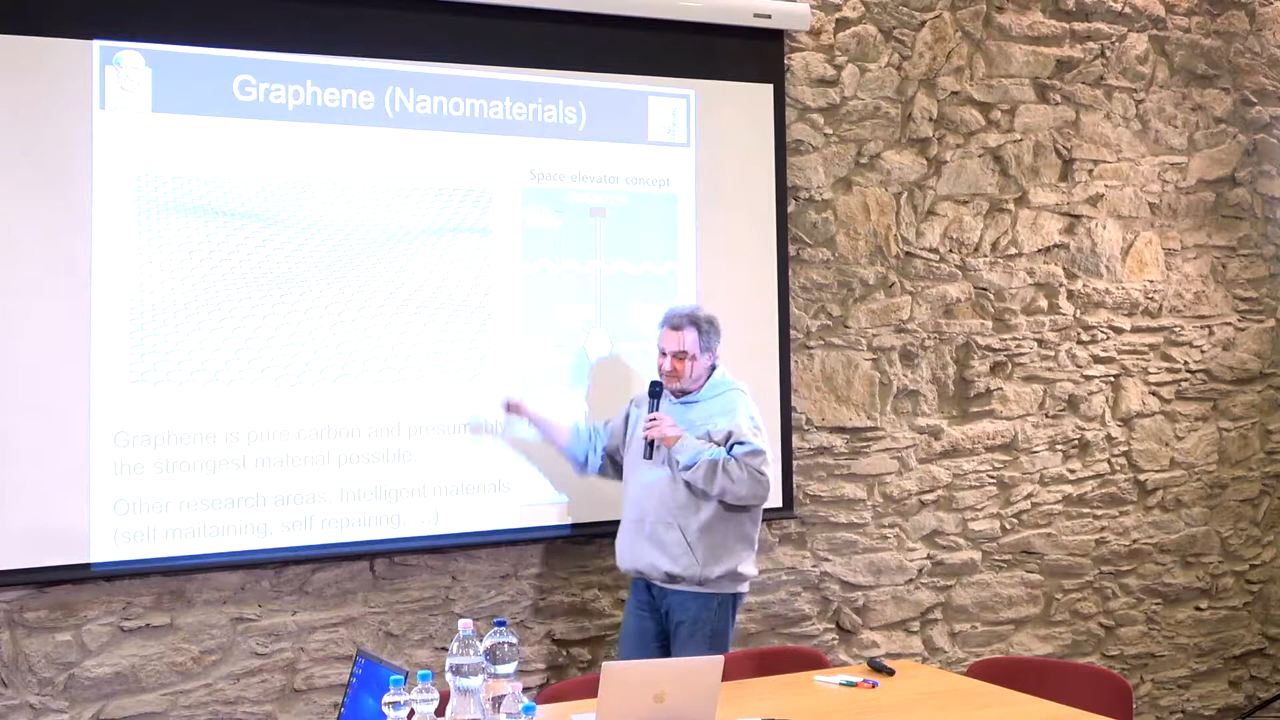 Graphene (Nanomaterials)
Space elevator concept
Graphene is pure carbon and presumably
the strongest material possible.
Other research areas: Intelligent materials
(self maitaining, self repairing, ...)